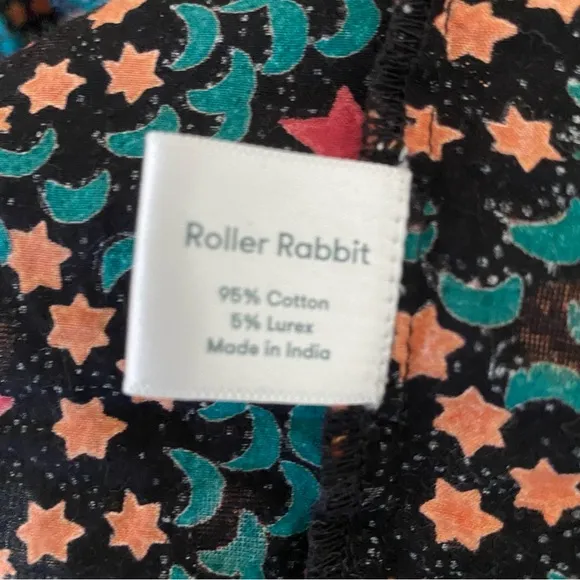 Roller Rabbit
95% Cotton
5% Lurex
Made in India